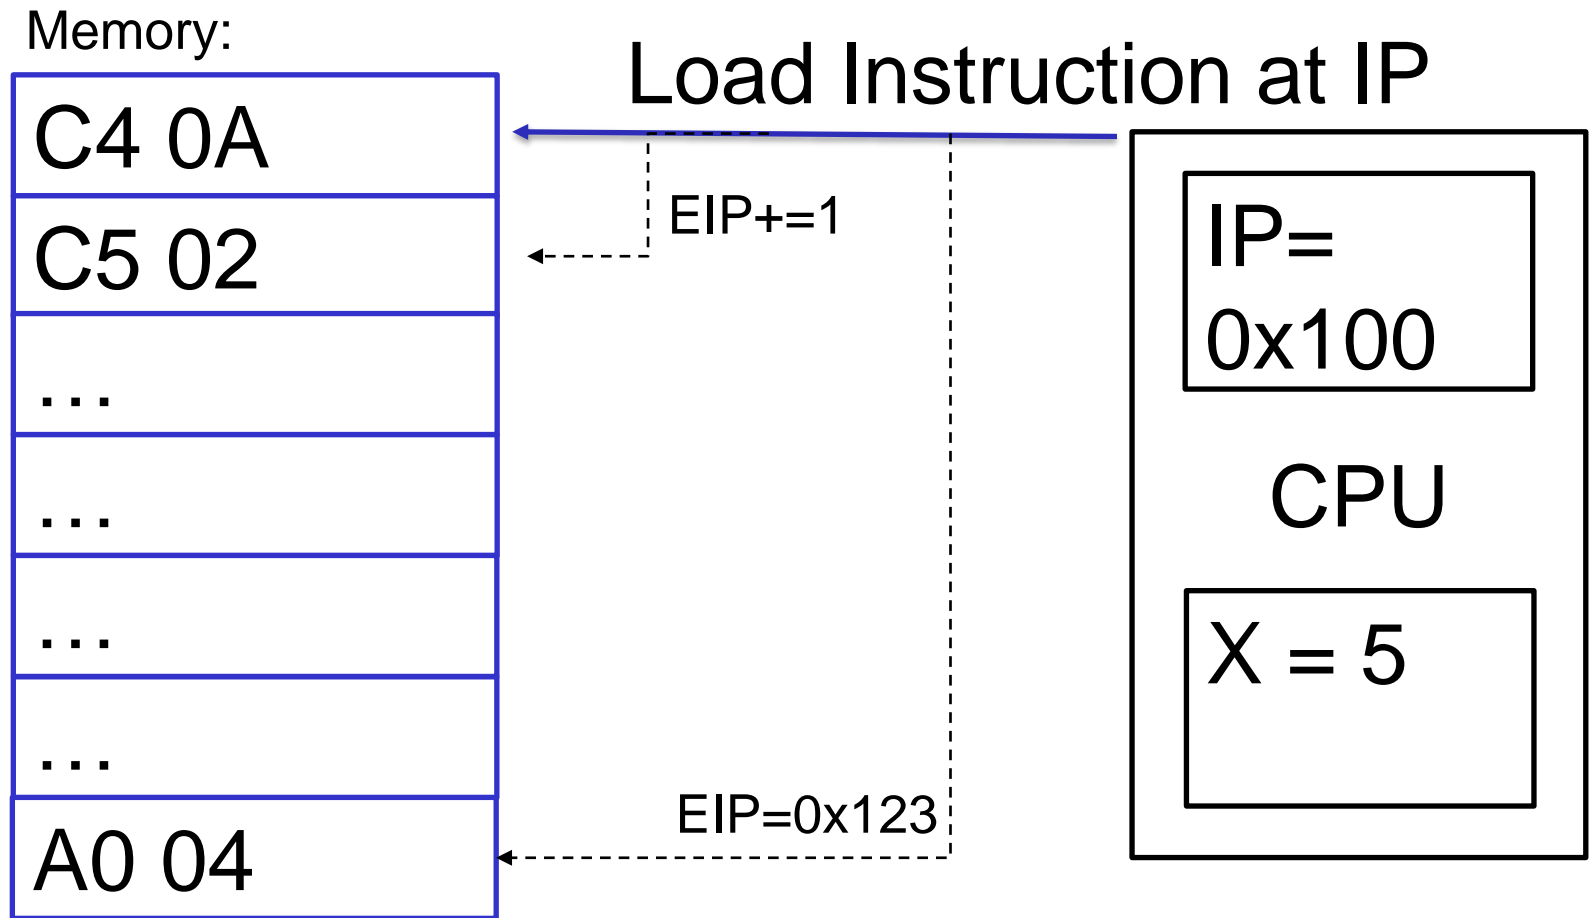 Memory:
Load Instruction at IP
C4 0A
C5 02
…
…
…
…
A0 04
EIP+=1
EIP=0x123
IP=
0x100
CPU
X = 5